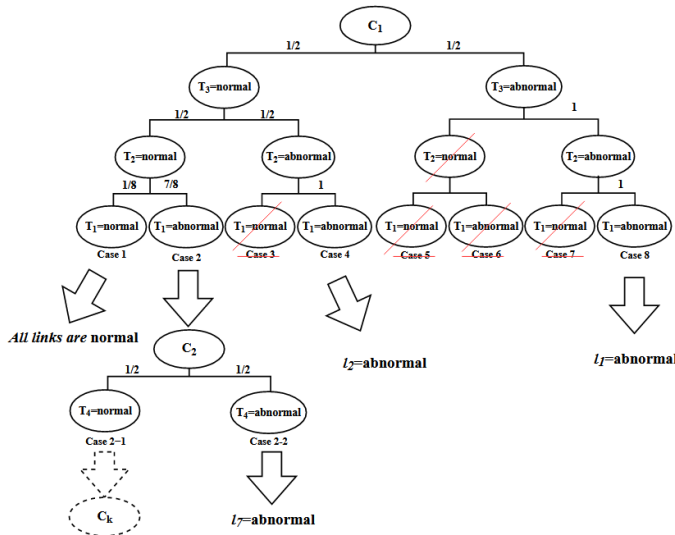 C1
1/2 1/2
T3=normal T3=abnormal
1/2 1/2 1
T2=normal T2=abnormal T2=normal T2=abnormal
1/8 7/8 1 1
T1=normal T1=abnormal T1=normal T1=abnormal T1=normal T1=abnormal T1=normal T1=abnormal
Case 1 Case 2 Case 3 Case 4 Case 5 Case 6 Case 7 Case 8
All links are normal
C2
l2=abnormal l1=abnormal
1/2 1/2
T4=normal T4=abnormal
Case 2-1 Case 2-2
Ck l7=abnormal